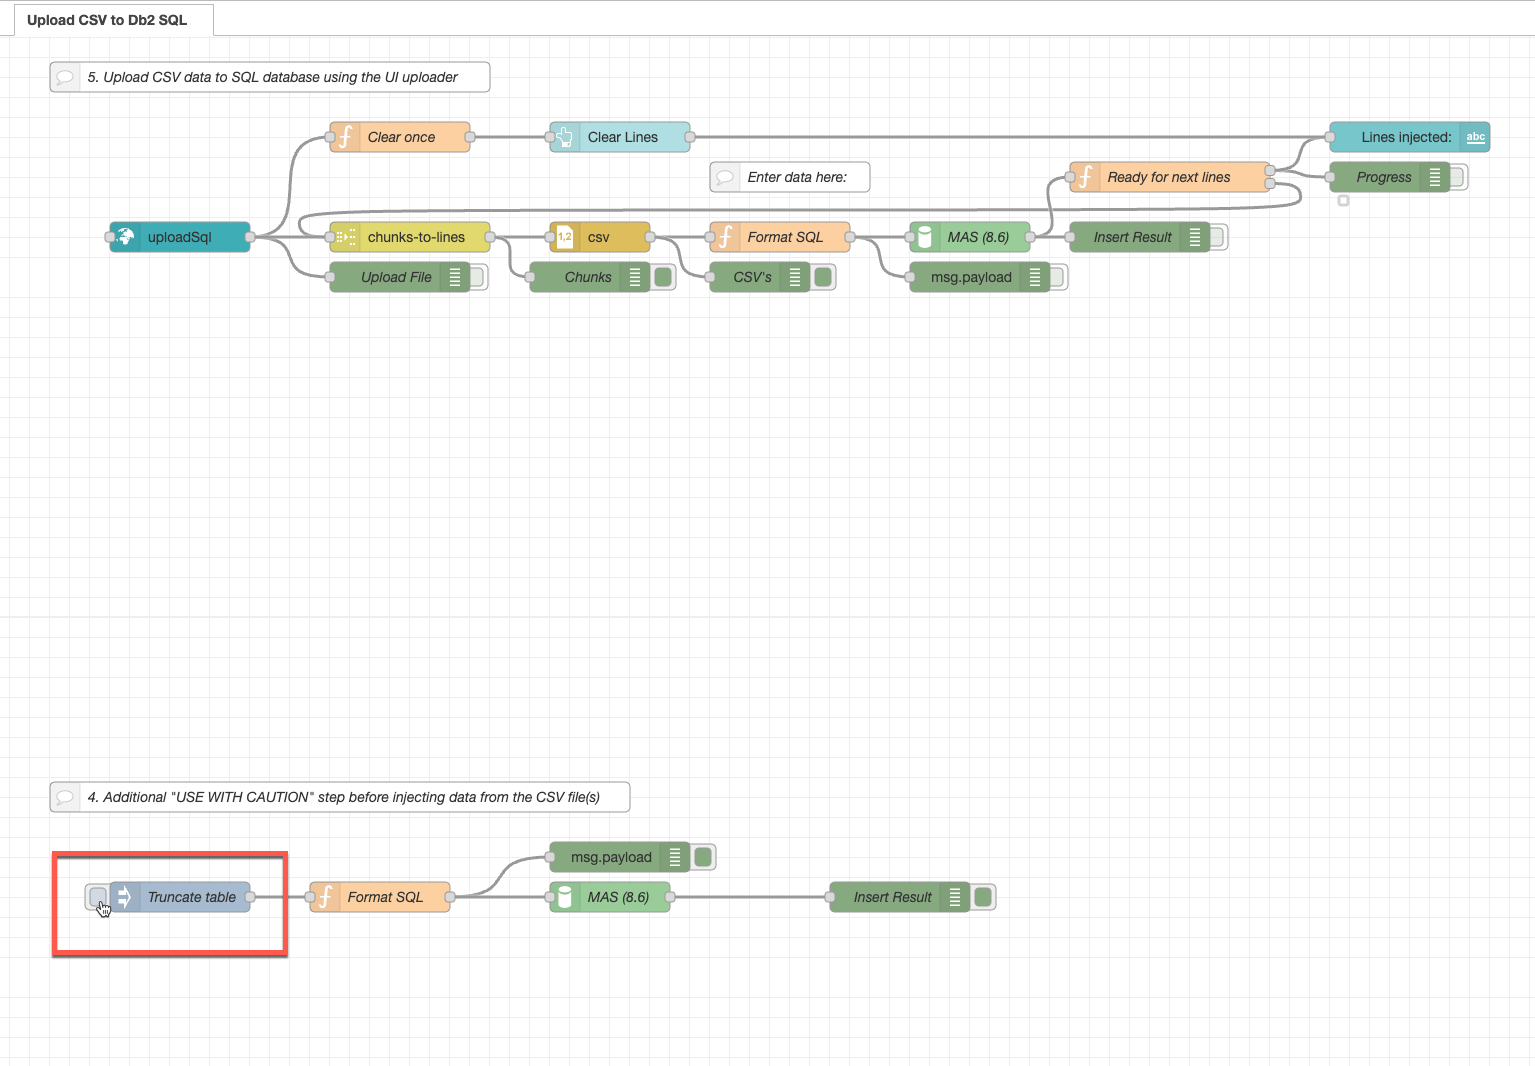 Upload CSV to Db2 SQL
5. Upload CSV data to SQL database using the UI uploader
Clear once
Clear Lines
Lines injected:
abc
Enter data here:
Ready for next lines
Progress
uploadSql
chunks-to-lines
1,2
csv
Format SQL
MAS (8.6)
Insert Result
Upload File
Chunks
CSV's
msg.payload
4. Additional "USE WITH CAUTION" step before injecting data from the CSV file(s)
msg.payload
Truncate table
Format SQL
MAS (8.6)
Insert Result